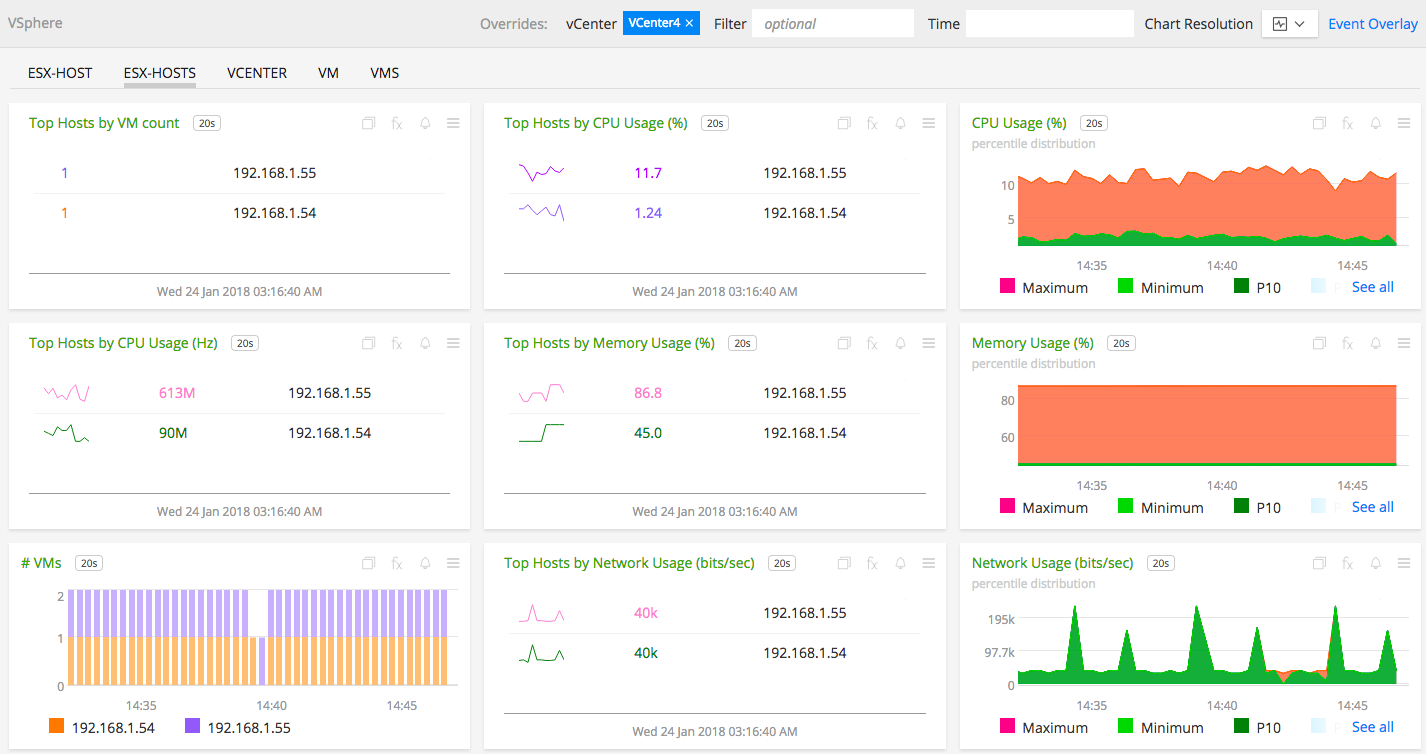 VSphere Overrides: vCenter VCenter4 × Filter optional Time Chart Resolution Event Overlay
ESX-HOST ESX-HOSTS VCENTER VM VMS
Top Hosts by VM count 20s fx
1 192.168.1.55
1 192.168.1.54
Wed 24 Jan 2018 03:16:40 AM
Top Hosts by CPU Usage (%) 20s fx
11.7 192.168.1.55
1.24 192.168.1.54
Wed 24 Jan 2018 03:16:40 AM
CPU Usage (%) 20s fx
percentile distribution
10
5
14:35 14:40 14:45
Maximum Minimum P10 P See all
Top Hosts by CPU Usage (Hz) 20s fx
613M 192.168.1.55
90M 192.168.1.54
Wed 24 Jan 2018 03:16:40 AM
Top Hosts by Memory Usage (%) 20s fx
86.8 192.168.1.55
45.0 192.168.1.54
Wed 24 Jan 2018 03:16:40 AM
Memory Usage (%) 20s fx
percentile distribution
80
60
14:35 14:40 14:45
Maximum Minimum P10 P See all
# VMs 20s fx
2
1
0
14:35 14:40 14:45
192.168.1.54 192.168.1.55
Top Hosts by Network Usage (bits/sec) 20s fx
40k 192.168.1.55
40k 192.168.1.54
Wed 24 Jan 2018 03:16:40 AM
Network Usage (bits/sec) 20s fx
percentile distribution
195k
97.7k
0
14:35 14:40 14:45
Maximum Minimum P10 P See all